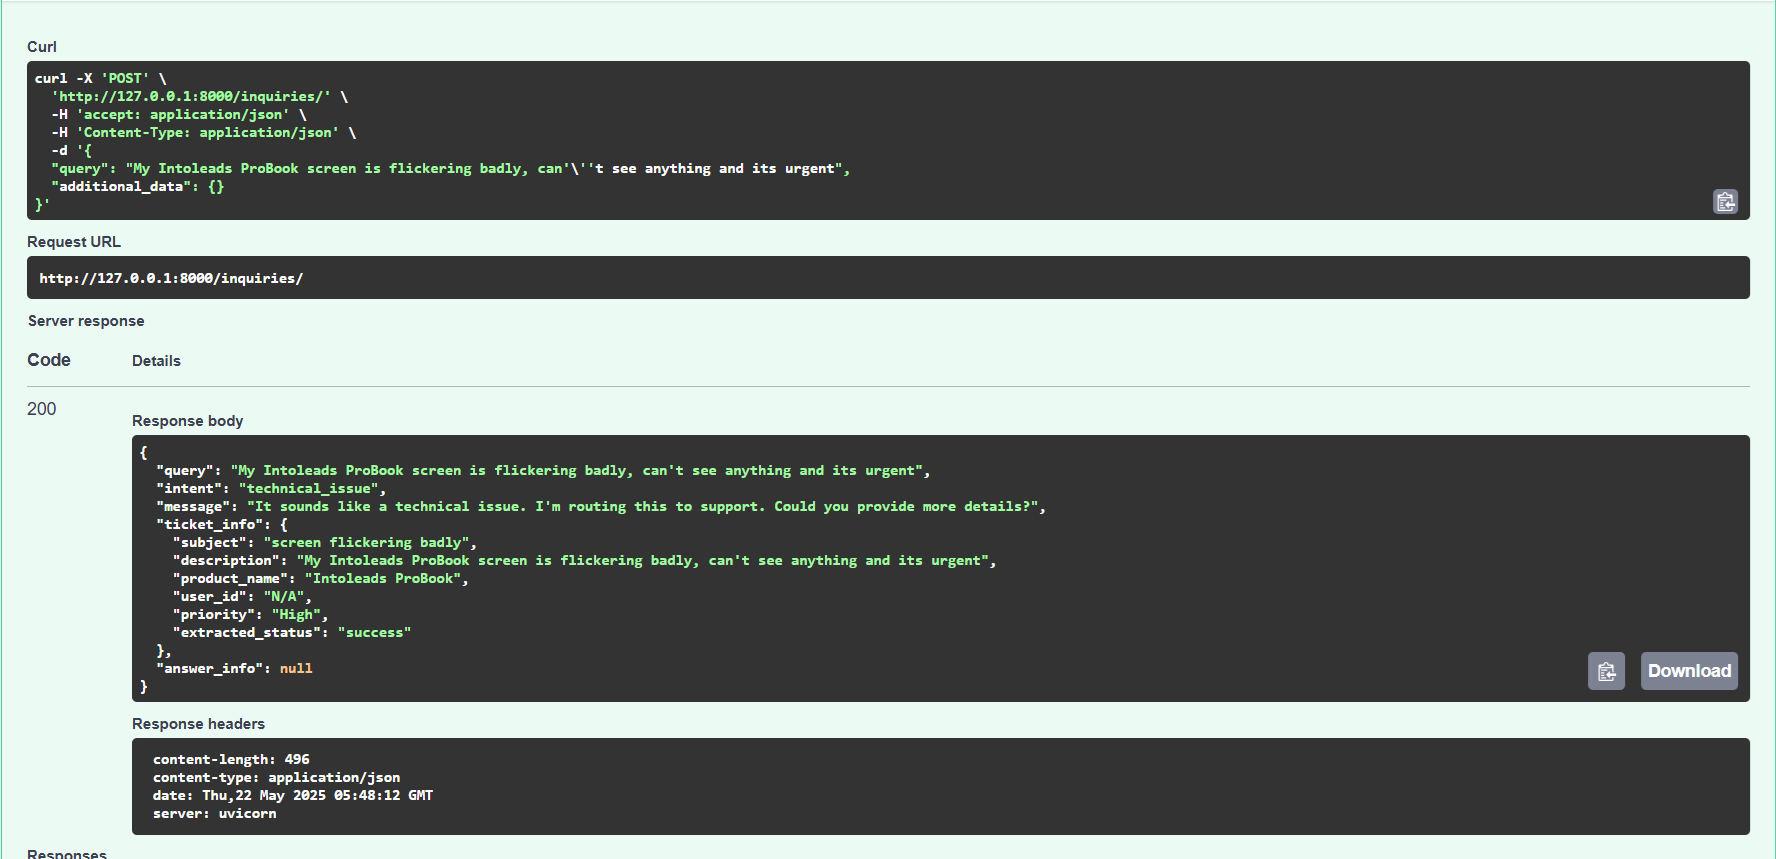 Curl
curl -X 'POST' \
'http://127.0.0.1:8000/inquiries/' \
-H 'accept: application/json' \
-H 'Content-Type: application/json' \
-d '{
"query": "My Intoleads ProBook screen is flickering badly, can'\''t see anything and its urgent",
"additional_data": {}
}'
Request URL
http://127.0.0.1:8000/inquiries/
Server response
Code Details
200
Response body
{
"query": "My Intoleads ProBook screen is flickering badly, can't see anything and its urgent",
"intent": "technical_issue",
"message": "It sounds like a technical issue. I'm routing this to support. Could you provide more details?",
"ticket_info": {
"subject": "screen flickering badly",
"description": "My Intoleads ProBook screen is flickering badly, can't see anything and its urgent",
"product_name": "Intoleads ProBook",
"user_id": "N/A",
"priority": "High",
"extracted_status": "success"
},
"answer_info": null
}
Download
Response headers
content-length: 496
content-type: application/json
date: Thu,22 May 2025 05:48:12 GMT
server: uvicorn
Responses